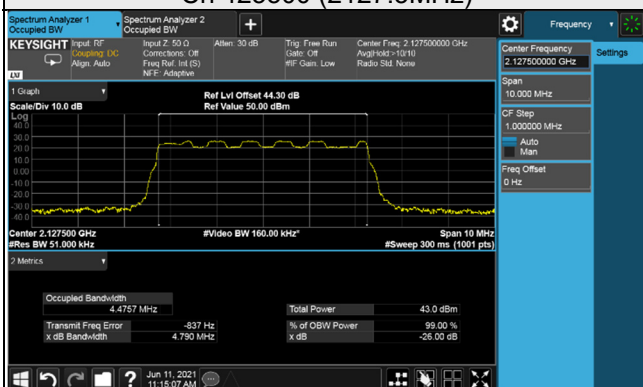 Spectrum Analyzer 1
Occupied BW
Spectrum Analyzer 2
Occupied BW
+
Frequency
KEYSIGHT
Input: RF
Coupling: DC
Align: Auto
Input Z: 50 Ω
Corrections: Off
Freq Ref: Int (S)
NFE: Adaptive
Atten: 30 dB
Trig: Free Run
Gate: Off
#IF Gain: Low
Center Freq: 2.127500000 GHz
Avg|Hold:>10/10
Radio Std: None
LXI
Center Frequency
2.127500000 GHz
Settings
Span
10.000 MHz
CF Step
1.000000 MHz
Auto
Man
Freq Offset
0 Hz
1 Graph
Scale/Div 10.0 dB
Ref Lvl Offset 44.30 dB
Ref Value 50.00 dBm
Log
40.0
30.0
20.0
10.0
0.00
-10.0
-20.0
-30.0
-40.0
Center 2.127500 GHz
#Res BW 51.000 kHz
#Video BW 160.00 kHz*
Span 10 MHz
#Sweep 300 ms (1001 pts)
2 Metrics
Occupied Bandwidth
4.4757 MHz
Total Power 43.0 dBm
Transmit Freq Error -837 Hz
% of OBW Power 99.00 %
x dB Bandwidth 4.790 MHz
x dB -26.00 dB
?
Jun 11, 2021
11:15:07 AM